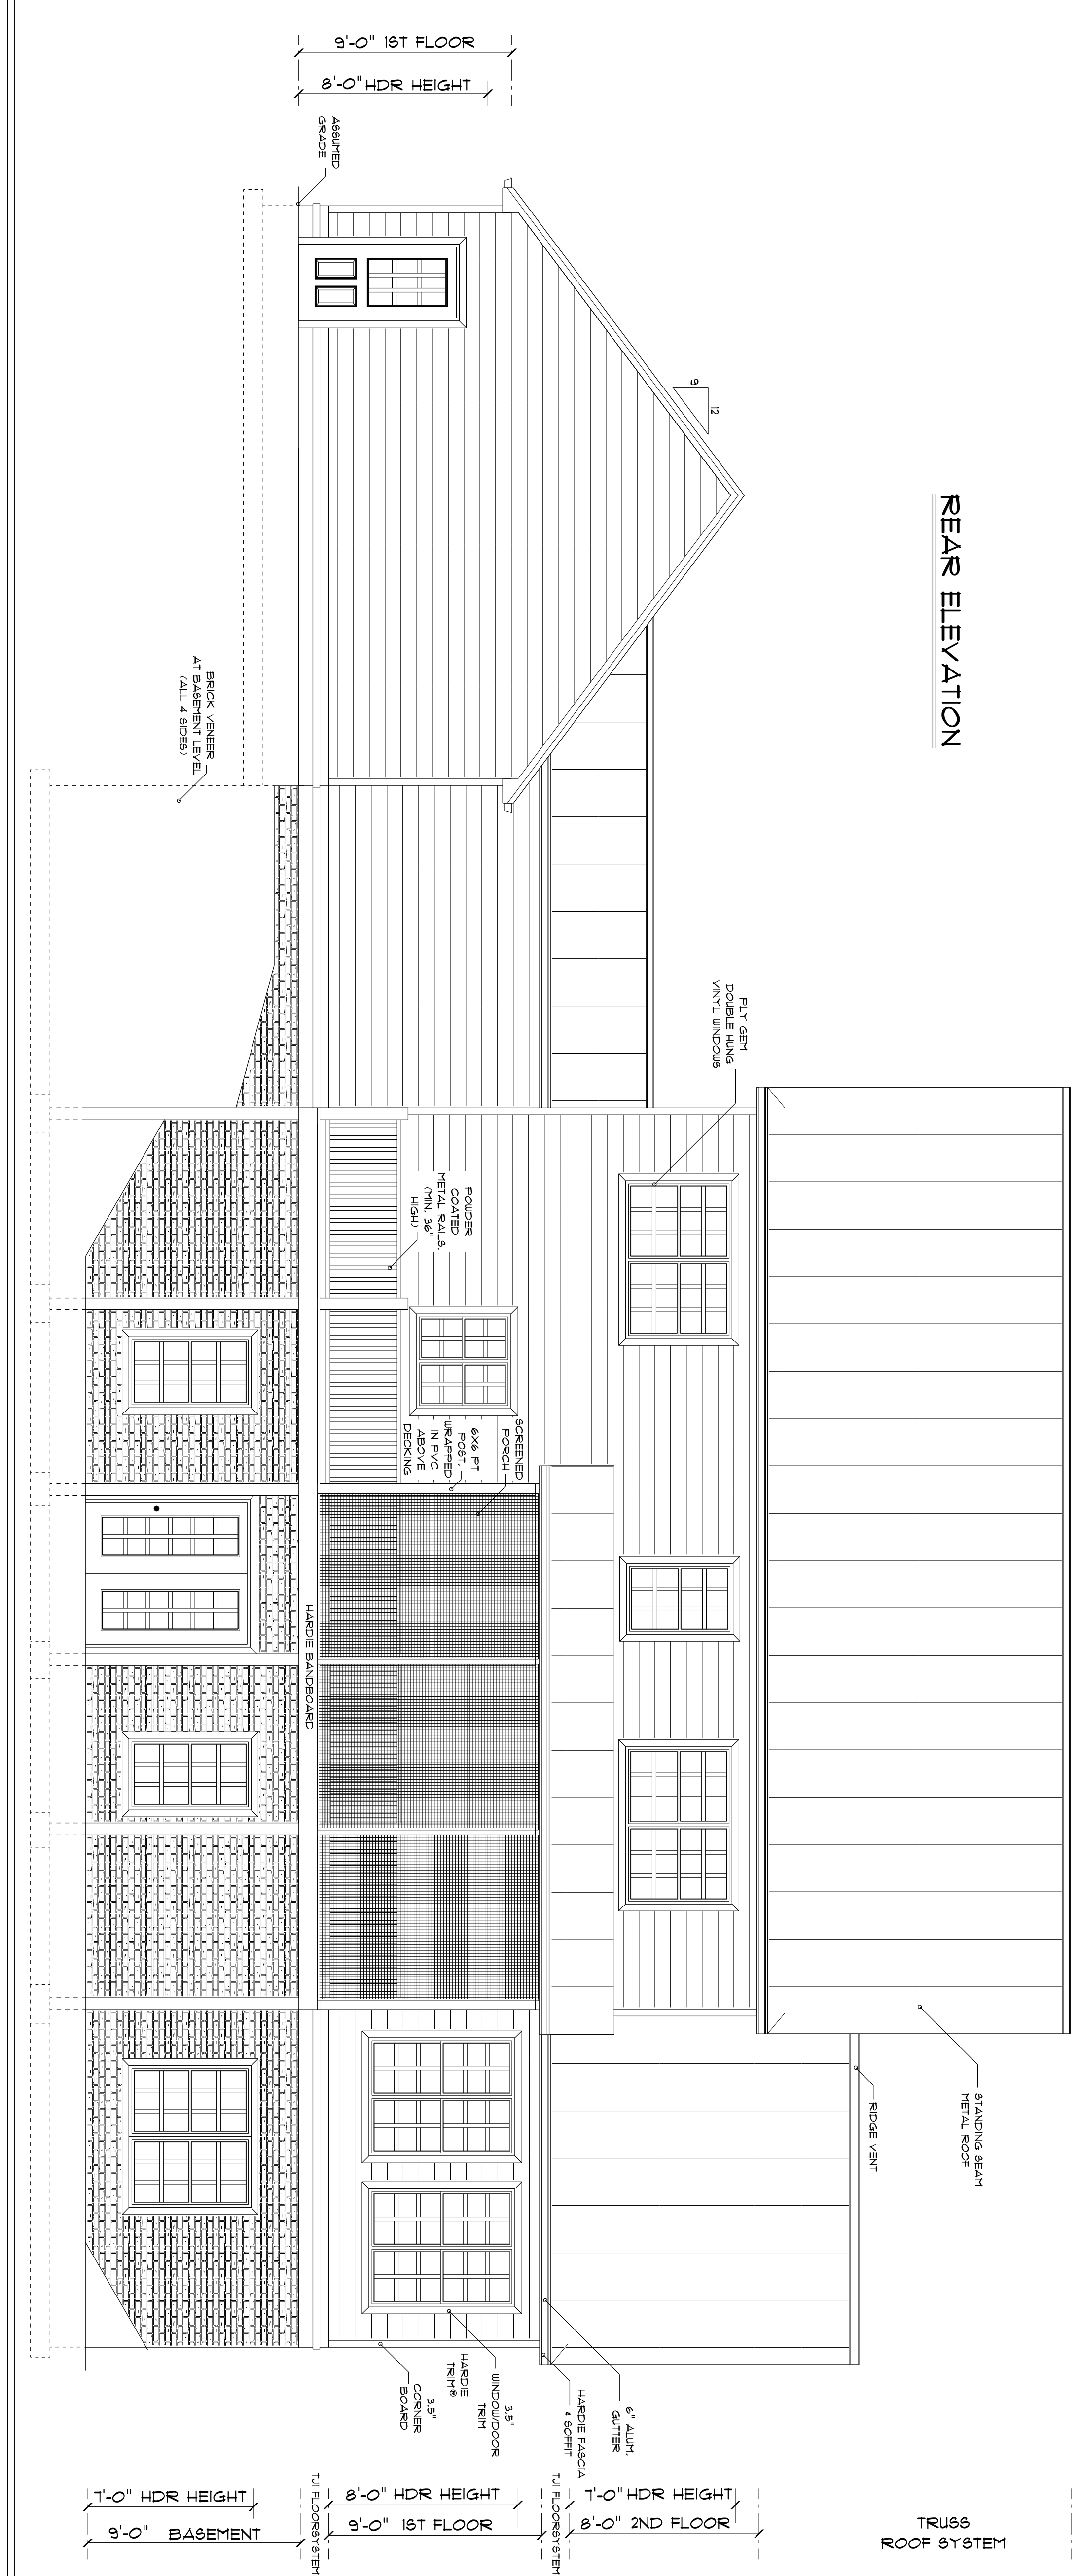 REAR ELEVATION
9'-0" 1ST FLOOR
8'-0" HDR HEIGHT
ASSUMED
GRADE
9
12
BRICK VENEER
AT BASEMENT LEVEL
(ALL 4 SIDES)
PLY GEM
DOUBLE HUNG
VINYL WINDOWS
POWDER
COATED
METAL RAILS.
(MIN. 36"
HIGH)
SCREENED
PORCH
6X6 PT
POST.
WRAPPED
IN PVC
ABOVE
DECKING
HARDIE BANDBOARD
STANDING SEAM
METAL ROOF
RIDGE VENT
6" ALUM.
GUTTER
HARDIE FASCIA
& SOFFIT
3.5"
WINDOW/DOOR
TRIM
HARDIE
TRIM®
3.5"
CORNER
BOARD
TRUSS
ROOF SYSTEM
7'-0" HDR HEIGHT
8'-0" 2ND FLOOR
TJI FLOORSYSTEM
8'-0" HDR HEIGHT
9'-0" 1ST FLOOR
TJI FLOORSYSTEM
7'-0" HDR HEIGHT
9'-0" BASEMENT